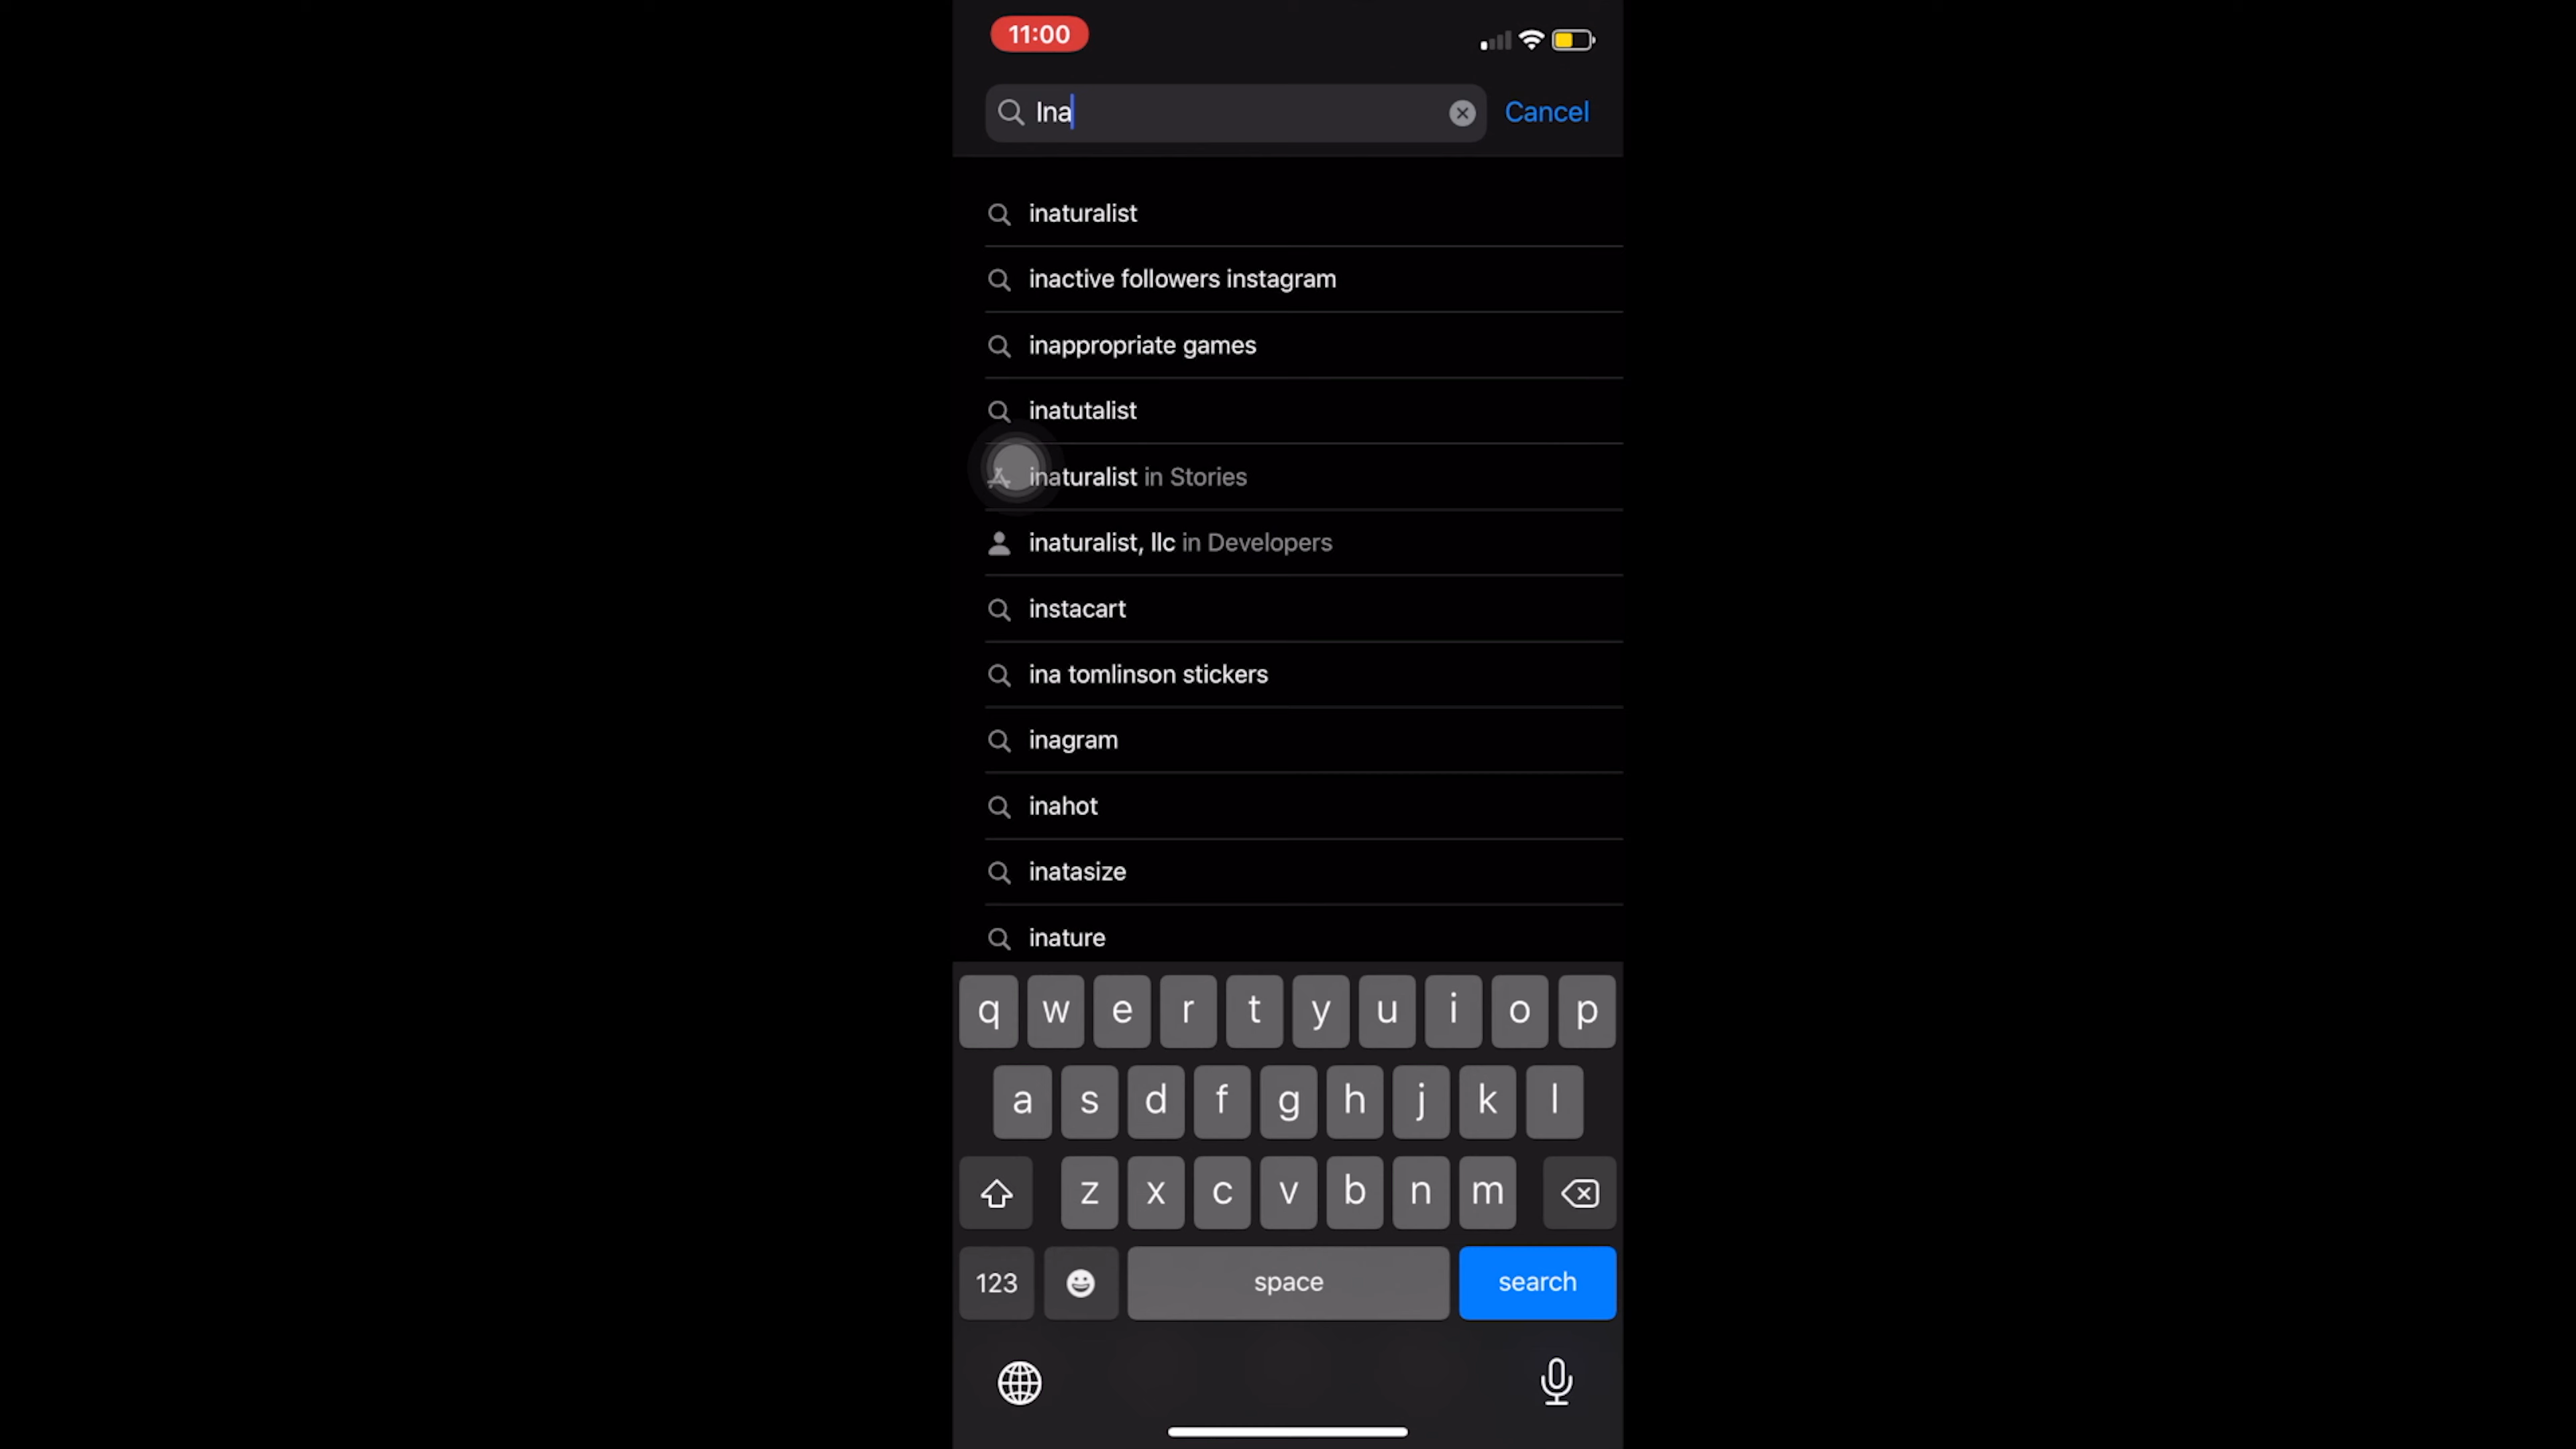 11:00
Ina
Cancel
inaturalist
inactive followers instagram
inappropriate games
inatutalist
inaturalist in Stories
inaturalist, llc in Developers
instacart
ina tomlinson stickers
inagram
inahot
inatasize
inature
q w e r t y u i o p
a s d f g h j k l
z x c v b n m
123 space search